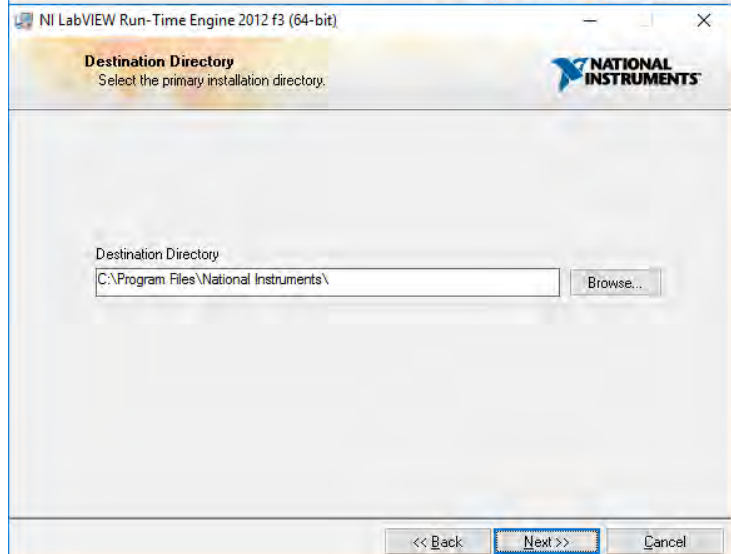 NI LabVIEW Run-Time Engine 2012 f3 (64-bit)
Destination Directory
Select the primary installation directory.
NATIONAL
INSTRUMENTS™
Destination Directory
C:\Program Files\National Instruments\
Browse...
<< Back
Next >>
Cancel